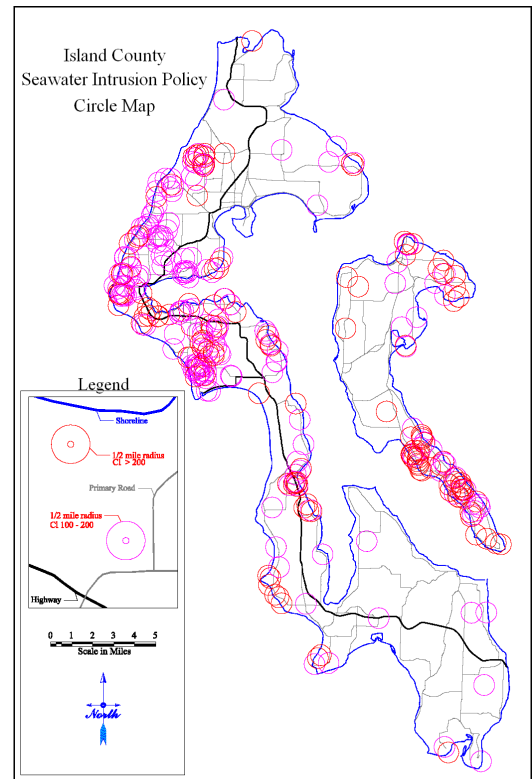 Island County
Seawater Intrusion Policy
Circle Map
Legend
Shoreline
1/2 mile radius
Cl > 200
Primary Road
1/2 mile radius
Cl 100 - 200
Highway
0 1 2 3 4 5
Scale in Miles
North